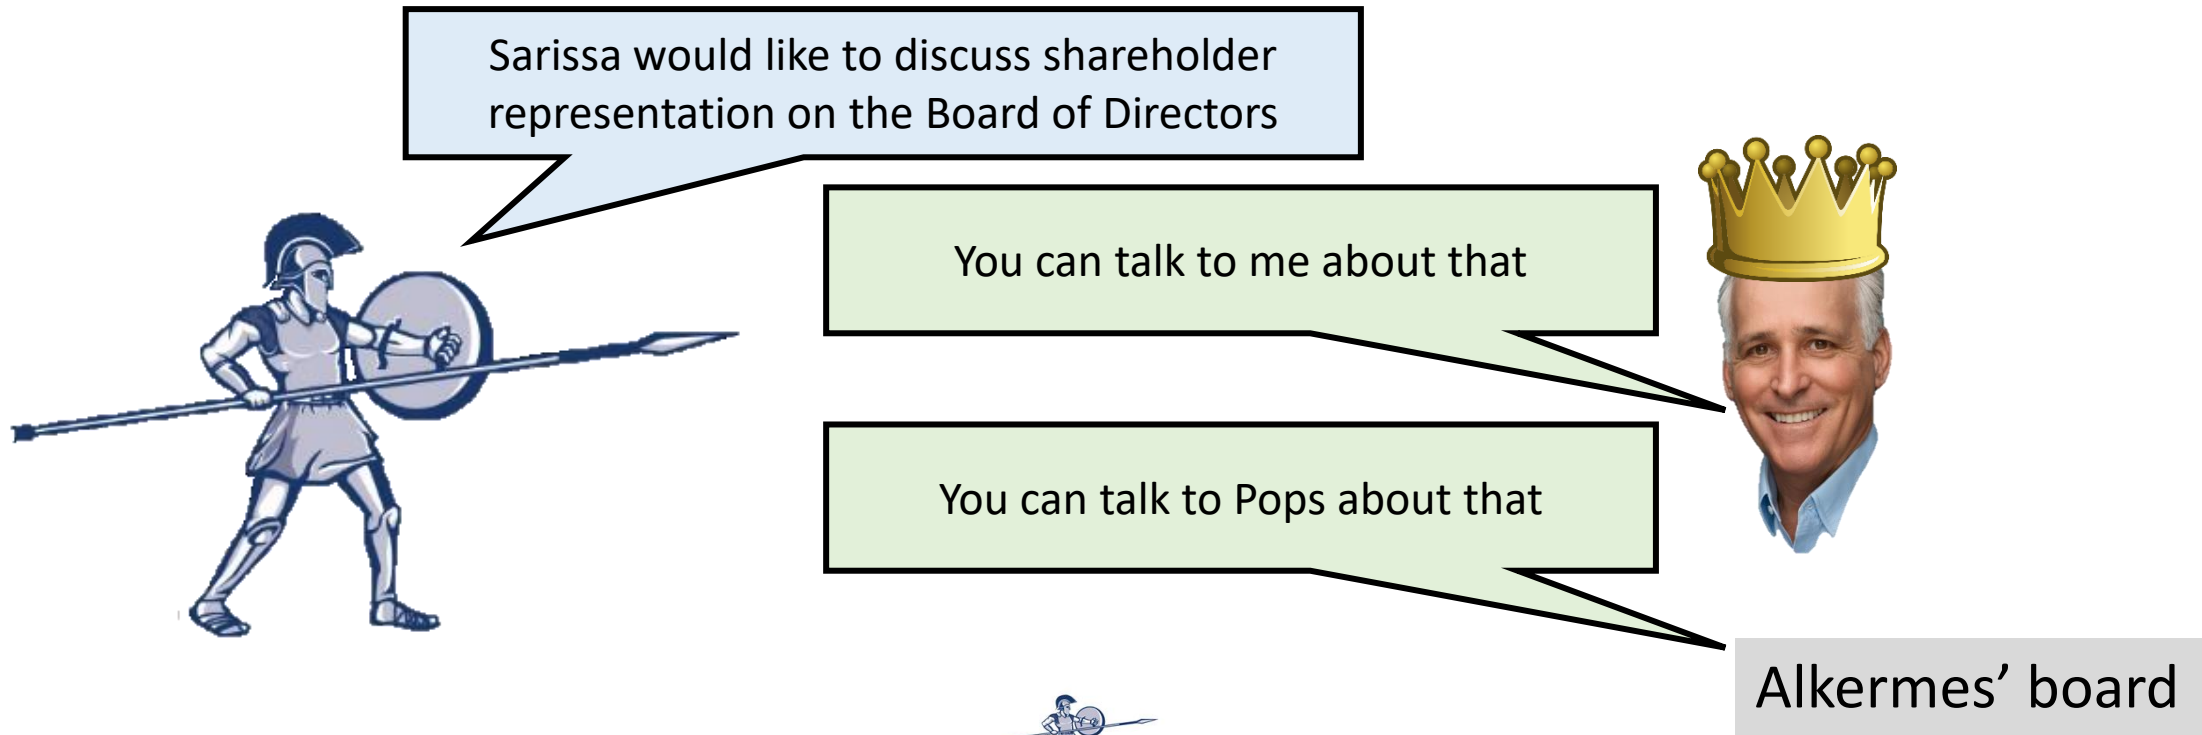 Sarissa would like to discuss shareholder
representation on the Board of Directors
You can talk to me about that
You can talk to Pops about that
Alkermes’ board